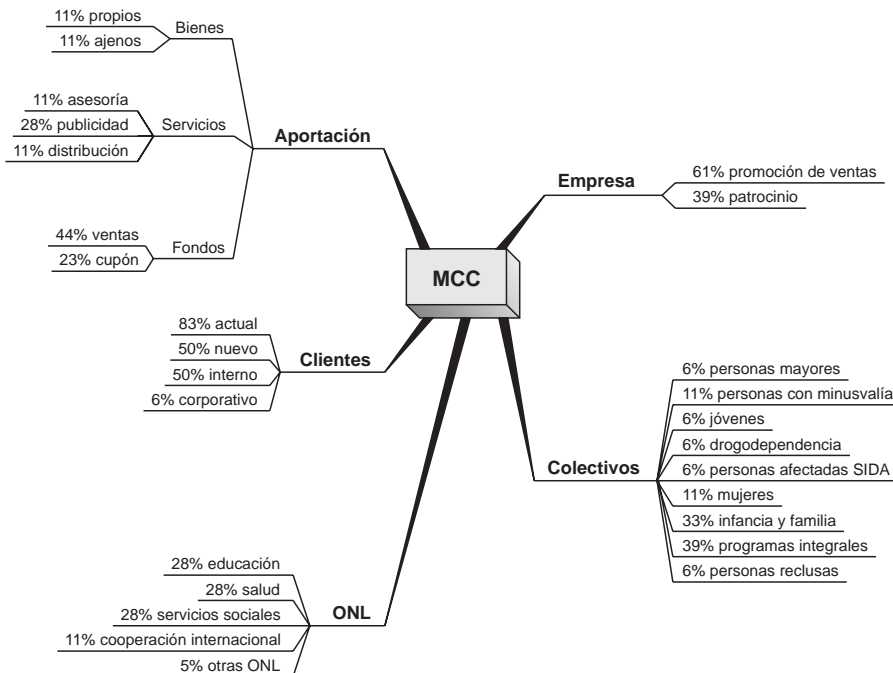 11% propios
11% ajenos
Bienes
11% asesoría
28% publicidad
11% distribución
Servicios
44% ventas
23% cupón
Fondos
Aportación
Empresa
61% promoción de ventas
39% patrocinio
MCC
83% actual
50% nuevo
50% interno
6% corporativo
Clientes
Colectivos
6% personas mayores
11% personas con minusvalía
6% jóvenes
6% drogodependencia
6% personas afectadas SIDA
11% mujeres
33% infancia y familia
39% programas integrales
6% personas reclusas
28% educación
28% salud
28% servicios sociales
11% cooperación internacional
5% otras ONL
ONL